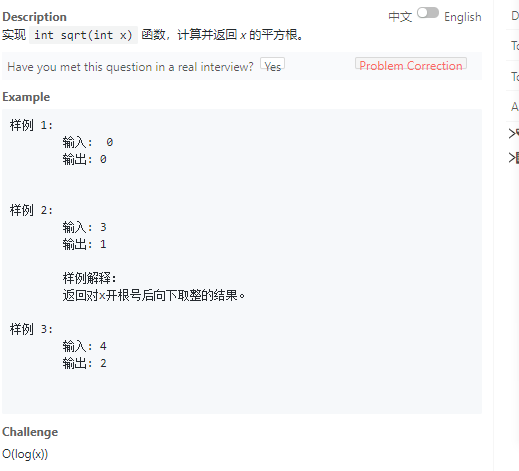 Description
中文 English
实现 int sqrt(int x) 函数，计算并返回 x 的平方根。
Have you met this question in a real interview? Yes
Problem Correction
Example
样例 1:
输入: 0
输出: 0
样例 2:
输入: 3
输出: 1
样例解释:
返回对x开根号后向下取整的结果。
样例 3:
输入: 4
输出: 2
Challenge
O(log(x))
D
A